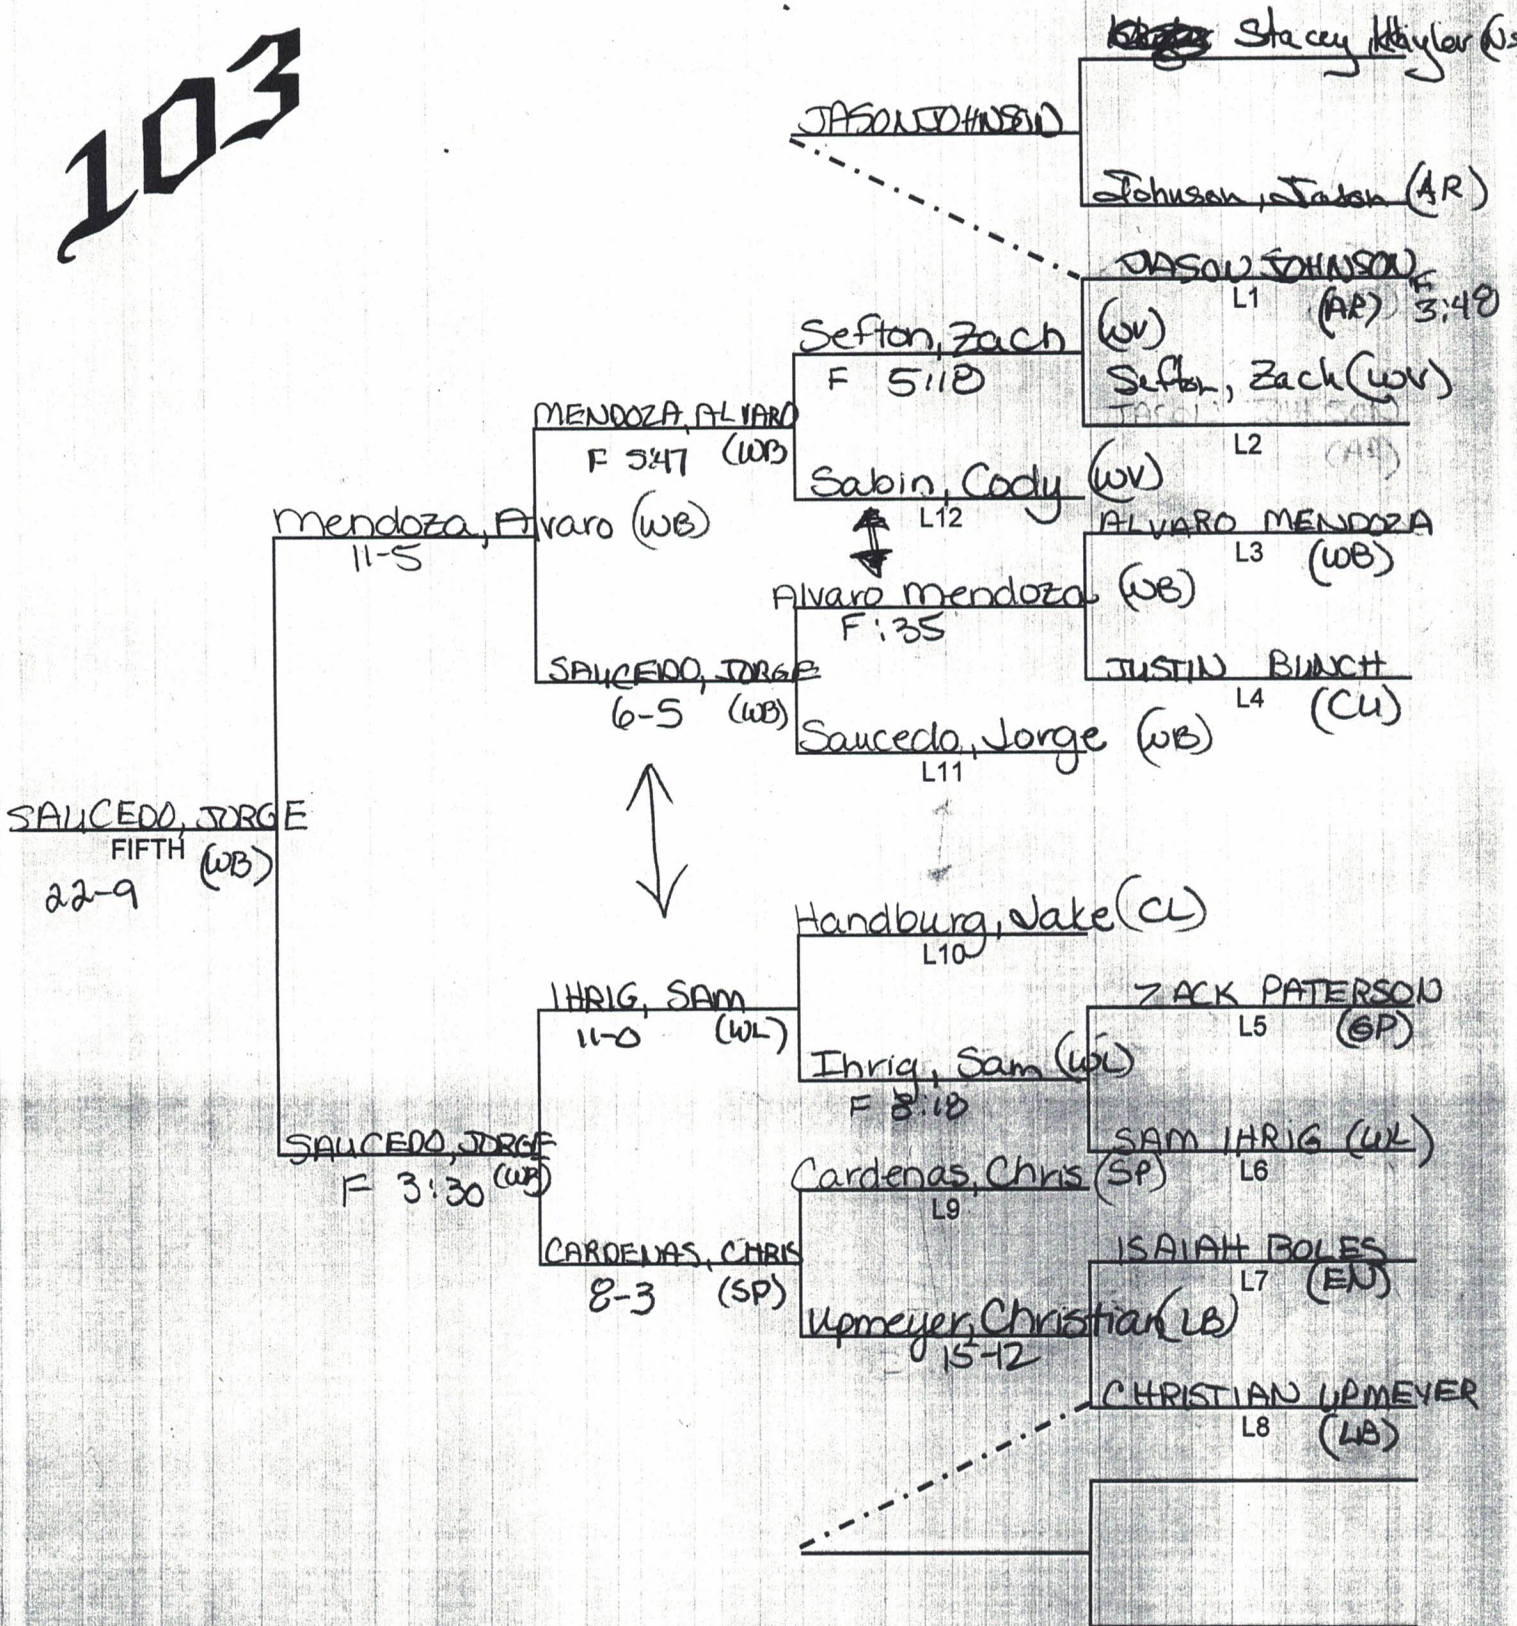 103
Stacey, Haylor
JASON JOHNSON
Johnson, Jason (AR)
JASON JOHNSON
L1 (AR) F 3:48
Sefton, Zach (WV)
F 5:18
Sefton, Zach (WV)
L2
MENDOZA, ALVARO
F 5:47 (WB
Sabin, Cody (WV)
L12
Mendoza, Alvaro (WB)
11-5
ALVARO MENDOZA
L3 (WB)
Alvaro Mendoza (WB)
F :35
SAUCEDO, JORGE
6-5 (WB)
JUSTIN BUNCH
L4 (CU)
Saucedo, Jorge (WB)
L11
SAUCEDO, JORGE
FIFTH (WB)
22-9
Handburg, Jake (CL)
L10
IHRIG, SAM
11-0 (WL)
ZACK PATERSON
L5 (GP)
Ihrig, Sam (WL)
F 3:18
SAUCEDO, JORGE
F 3:30 (WB)
SAM IHRIG (WL)
L6
Cardenas, Chris (SP)
L9
CARDENAS, CHRIS
8-3 (SP)
ISAIAH BOLES
L7 (EN)
Upmeyer, Christian (LB)
15-12
CHRISTIAN UPMEYER
L8 (LB)